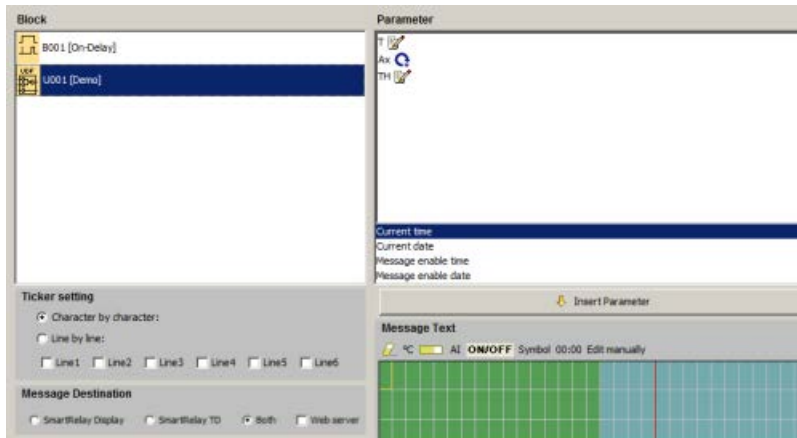 Block
Parameter
B001 [On-Delay]
UDF
U001 [Demo]
T
Ax
TH
Current time
Current date
Message enable time
Message enable date
Ticker setting
Character by character:
Line by line:
Line1 Line2 Line3 Line4 Line5 Line6
Insert Parameter
Message Text
°C AI ON/OFF Symbol 00:00 Edit manually
Message Destination
SmartRelay Display SmartRelay TD Both Web server